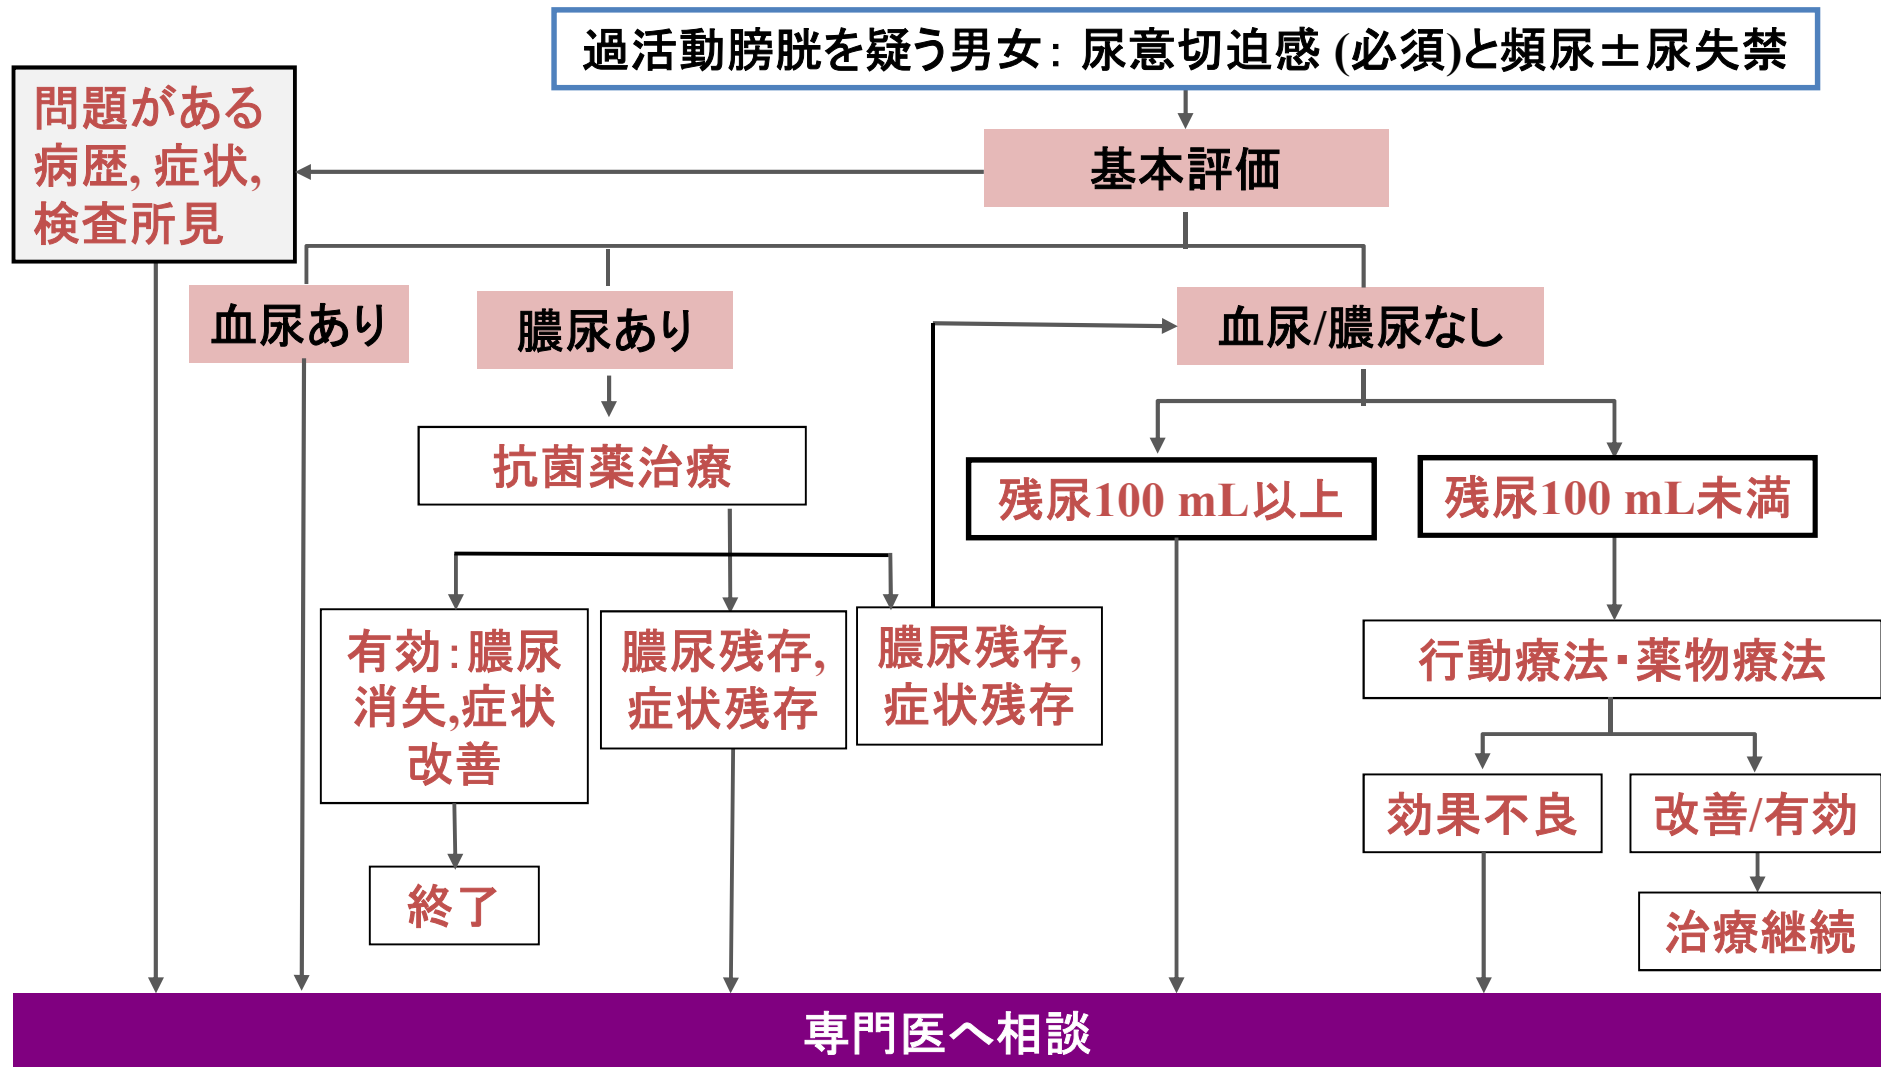 過活動膀胱を疑う男女： 尿意切迫感 (必須)と頻尿±尿失禁
問題がある
病歴, 症状,
検査所見
基本評価
血尿あり
膿尿あり
血尿/膿尿なし
抗菌薬治療
残尿100 mL以上
残尿100 mL未満
有効：膿尿
消失,症状
改善
膿尿残存,
症状残存
膿尿残存,
症状残存
行動療法・薬物療法
効果不良
改善/有効
終了
治療継続
専門医へ相談